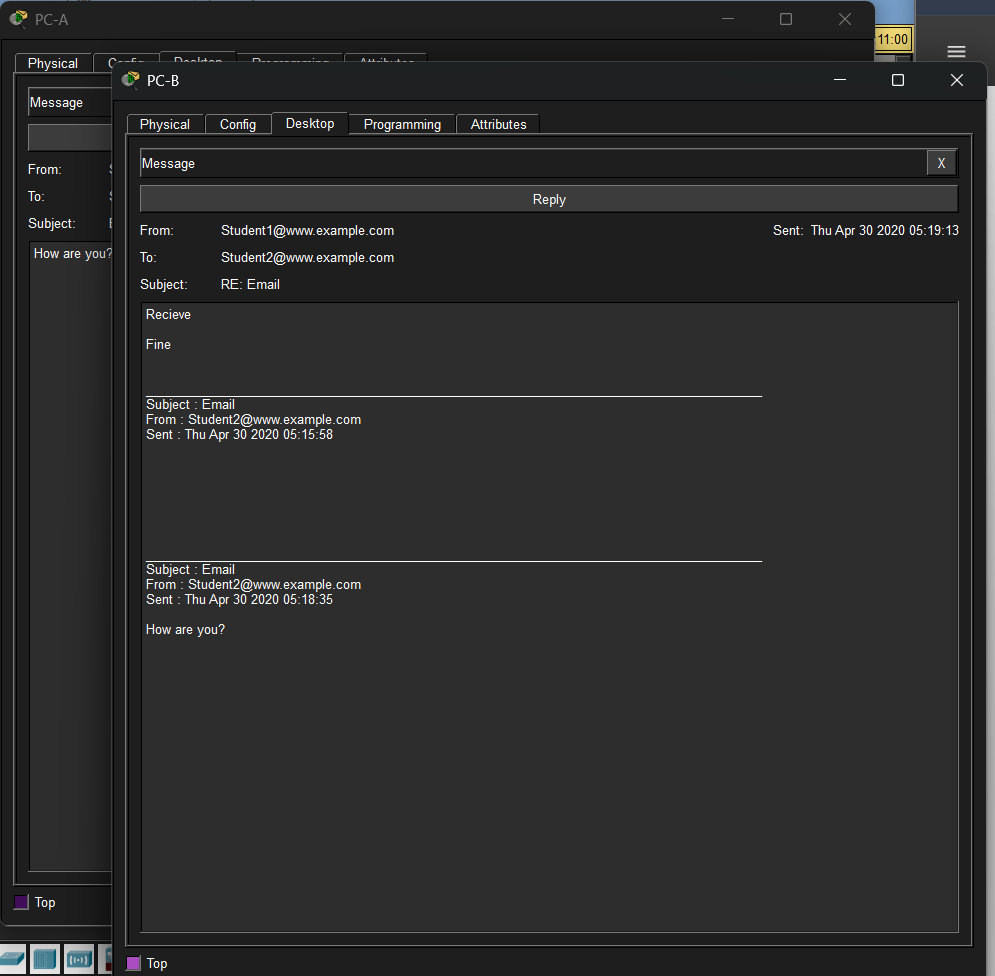 PC-A
11:00
Physical
Message
From:
To:
Subject:
How are you?
Top
PC-B
Physical Config Desktop Programming Attributes
Message X
Reply
From: Student1@www.example.com Sent: Thu Apr 30 2020 05:19:13
To: Student2@www.example.com
Subject: RE: Email
Recieve
Fine
Subject : Email
From : Student2@www.example.com
Sent : Thu Apr 30 2020 05:15:58
Subject : Email
From : Student2@www.example.com
Sent : Thu Apr 30 2020 05:18:35
How are you?
Top